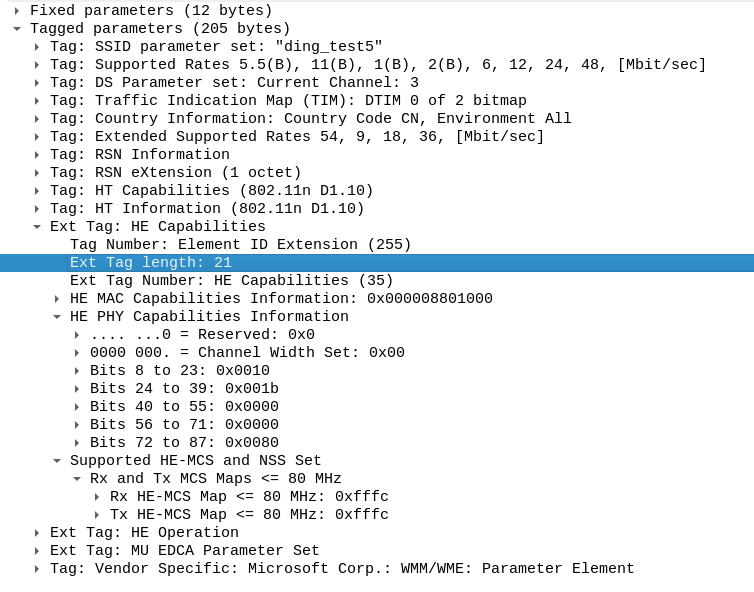 Fixed parameters (12 bytes)
Tagged parameters (205 bytes)
Tag: SSID parameter set: "ding_test5"
Tag: Supported Rates 5.5(B), 11(B), 1(B), 2(B), 6, 12, 24, 48, [Mbit/sec]
Tag: DS Parameter set: Current Channel: 3
Tag: Traffic Indication Map (TIM): DTIM 0 of 2 bitmap
Tag: Country Information: Country Code CN, Environment All
Tag: Extended Supported Rates 54, 9, 18, 36, [Mbit/sec]
Tag: RSN Information
Tag: RSN eXtension (1 octet)
Tag: HT Capabilities (802.11n D1.10)
Tag: HT Information (802.11n D1.10)
Ext Tag: HE Capabilities
Tag Number: Element ID Extension (255)
Ext Tag length: 21
Ext Tag Number: HE Capabilities (35)
HE MAC Capabilities Information: 0x000008801000
HE PHY Capabilities Information
.... ...0 = Reserved: 0x0
0000 000. = Channel Width Set: 0x00
Bits 8 to 23: 0x0010
Bits 24 to 39: 0x001b
Bits 40 to 55: 0x0000
Bits 56 to 71: 0x0000
Bits 72 to 87: 0x0080
Supported HE-MCS and NSS Set
Rx and Tx MCS Maps <= 80 MHz
Rx HE-MCS Map <= 80 MHz: 0xfffc
Tx HE-MCS Map <= 80 MHz: 0xfffc
Ext Tag: HE Operation
Ext Tag: MU EDCA Parameter Set
Tag: Vendor Specific: Microsoft Corp.: WMM/WME: Parameter Element